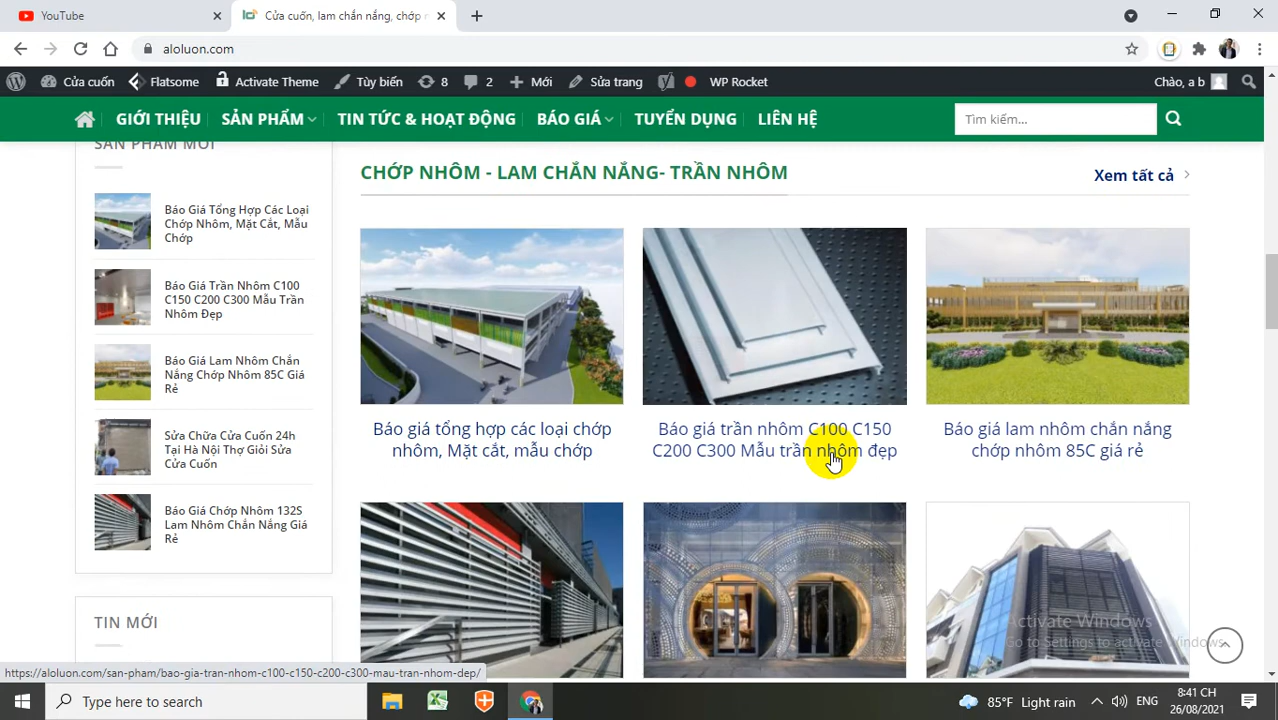 YouTube
Cửa cuốn, lam chắn nắng, chớp n
aloluon.com
Cửa cuốn
Flatsome
Activate Theme
Tùy biến
8
2
Mới
Sửa trang
WP Rocket
Chào, a b
GIỚI THIỆU
SẢN PHẨM
TIN TỨC & HOẠT ĐỘNG
BÁO GIÁ
TUYỂN DỤNG
LIÊN HỆ
Tìm kiếm...
SẢN PHẨM MỚI
Báo Giá Tổng Hợp Các Loại
Chớp Nhôm, Mặt Cắt, Mẫu
Chớp
Báo Giá Trần Nhôm C100
C150 C200 C300 Mẫu Trần
Nhôm Đẹp
Báo Giá Lam Nhôm Chắn
Nắng Chớp Nhôm 85C Giá
Rẻ
Sửa Chữa Cửa Cuốn 24h
Tại Hà Nội Thợ Giỏi Sửa
Cửa Cuốn
Báo Giá Chớp Nhôm 132S
Lam Nhôm Chắn Nắng Giá
Rẻ
TIN MỚI
CHỚP NHÔM - LAM CHẮN NẮNG- TRẦN NHÔM
Xem tất cả
Báo giá tổng hợp các loại chớp
nhôm, Mặt cắt, mẫu chớp
Báo giá trần nhôm C100 C150
C200 C300 Mẫu trần nhôm đẹp
Báo giá lam nhôm chắn nắng
chớp nhôm 85C giá rẻ
Activate Windows
Go to Settings to activate Windows.
https://aloluon.com/san-pham/bao-gia-tran-nhom-c100-c150-c200-c300-mau-tran-nhom-dep/
Type here to search
85°F Light rain
ENG
8:41 CH
26/08/2021